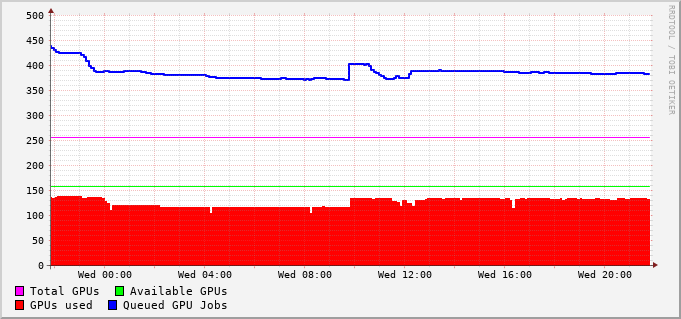 500
450
400
350
300
250
200
150
100
50
0
Wed 00:00 Wed 04:00 Wed 08:00 Wed 12:00 Wed 16:00 Wed 20:00
Total GPUs Available GPUs
GPUs used Queued GPU Jobs
RRDTOOL / TOBI OETIKER